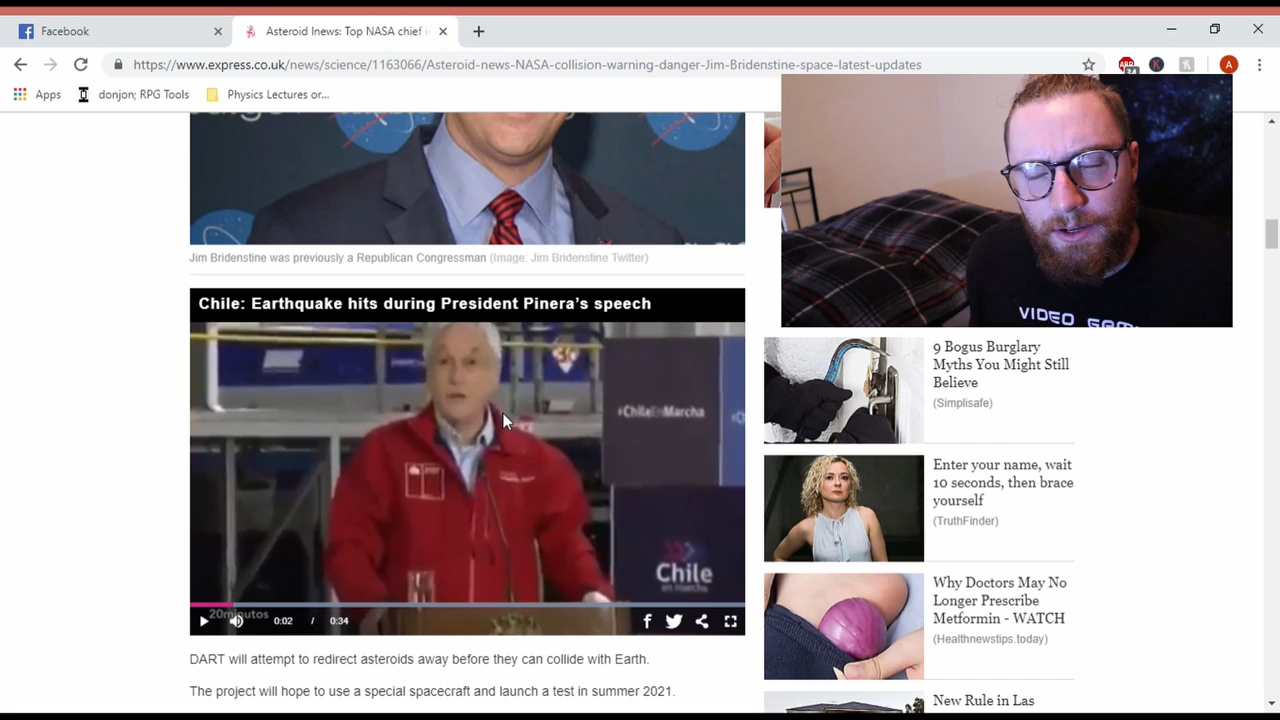 Facebook
Asteroid Inews: Top NASA chief i
https://www.express.co.uk/news/science/1163066/Asteroid-news-NASA-collision-warning-danger-Jim-Bridenstine-space-latest-updates
ABP
34
K
A
Apps
donjon; RPG Tools
Physics Lectures or...
Jim Bridenstine was previously a Republican Congressman (Image: Jim Bridenstine Twitter)
Chile: Earthquake hits during President Pinera's speech
#ChileEnMarcha
Chile
en marcha
20minutos
0:02 / 0:34
DART will attempt to redirect asteroids away before they can collide with Earth.
The project will hope to use a special spacecraft and launch a test in summer 2021.
VIDEO GAM
9 Bogus Burglary
Myths You Might Still
Believe
(Simplisafe)
Enter your name, wait
10 seconds, then brace
yourself
(TruthFinder)
Why Doctors May No
Longer Prescribe
Metformin - WATCH
(Healthnewstips.today)
New Rule in Las